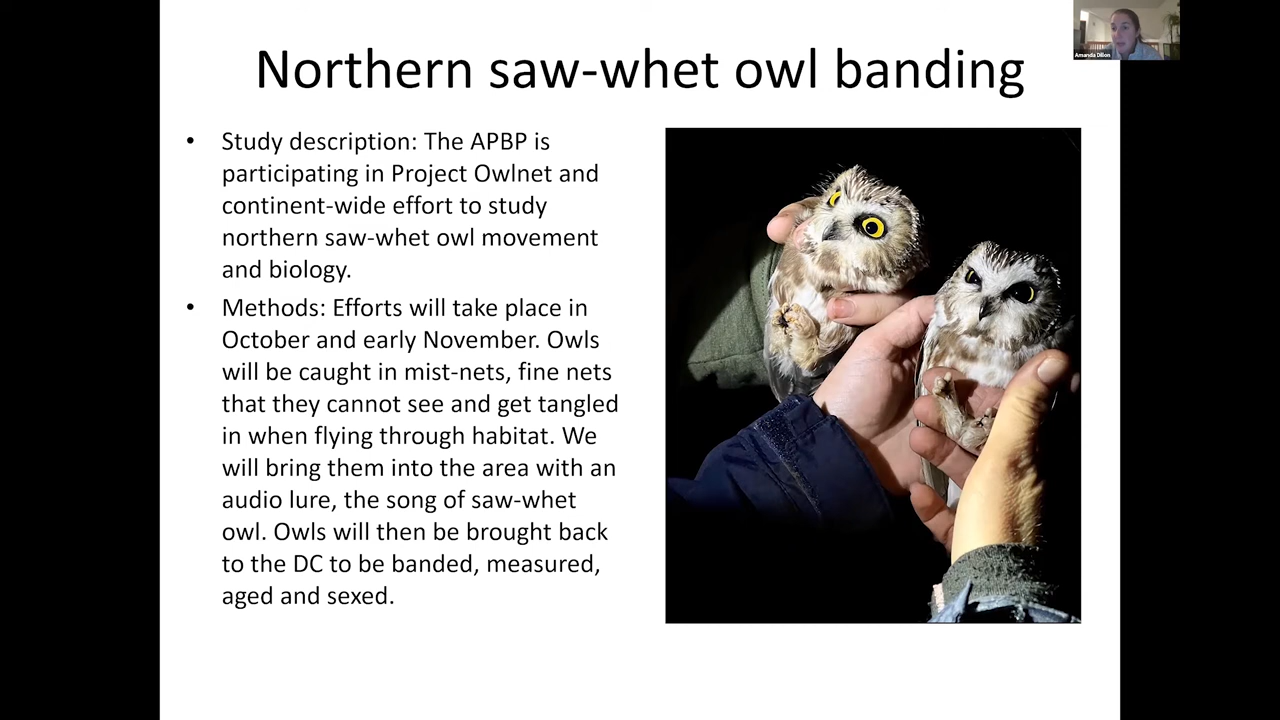 Northern saw-whet owl banding
Amanda Dillon
• Study description: The APBP is
participating in Project Owlnet and
continent-wide effort to study
northern saw-whet owl movement
and biology.
• Methods: Efforts will take place in
October and early November. Owls
will be caught in mist-nets, fine nets
that they cannot see and get tangled
in when flying through habitat. We
will bring them into the area with an
audio lure, the song of saw-whet
owl. Owls will then be brought back
to the DC to be banded, measured,
aged and sexed.